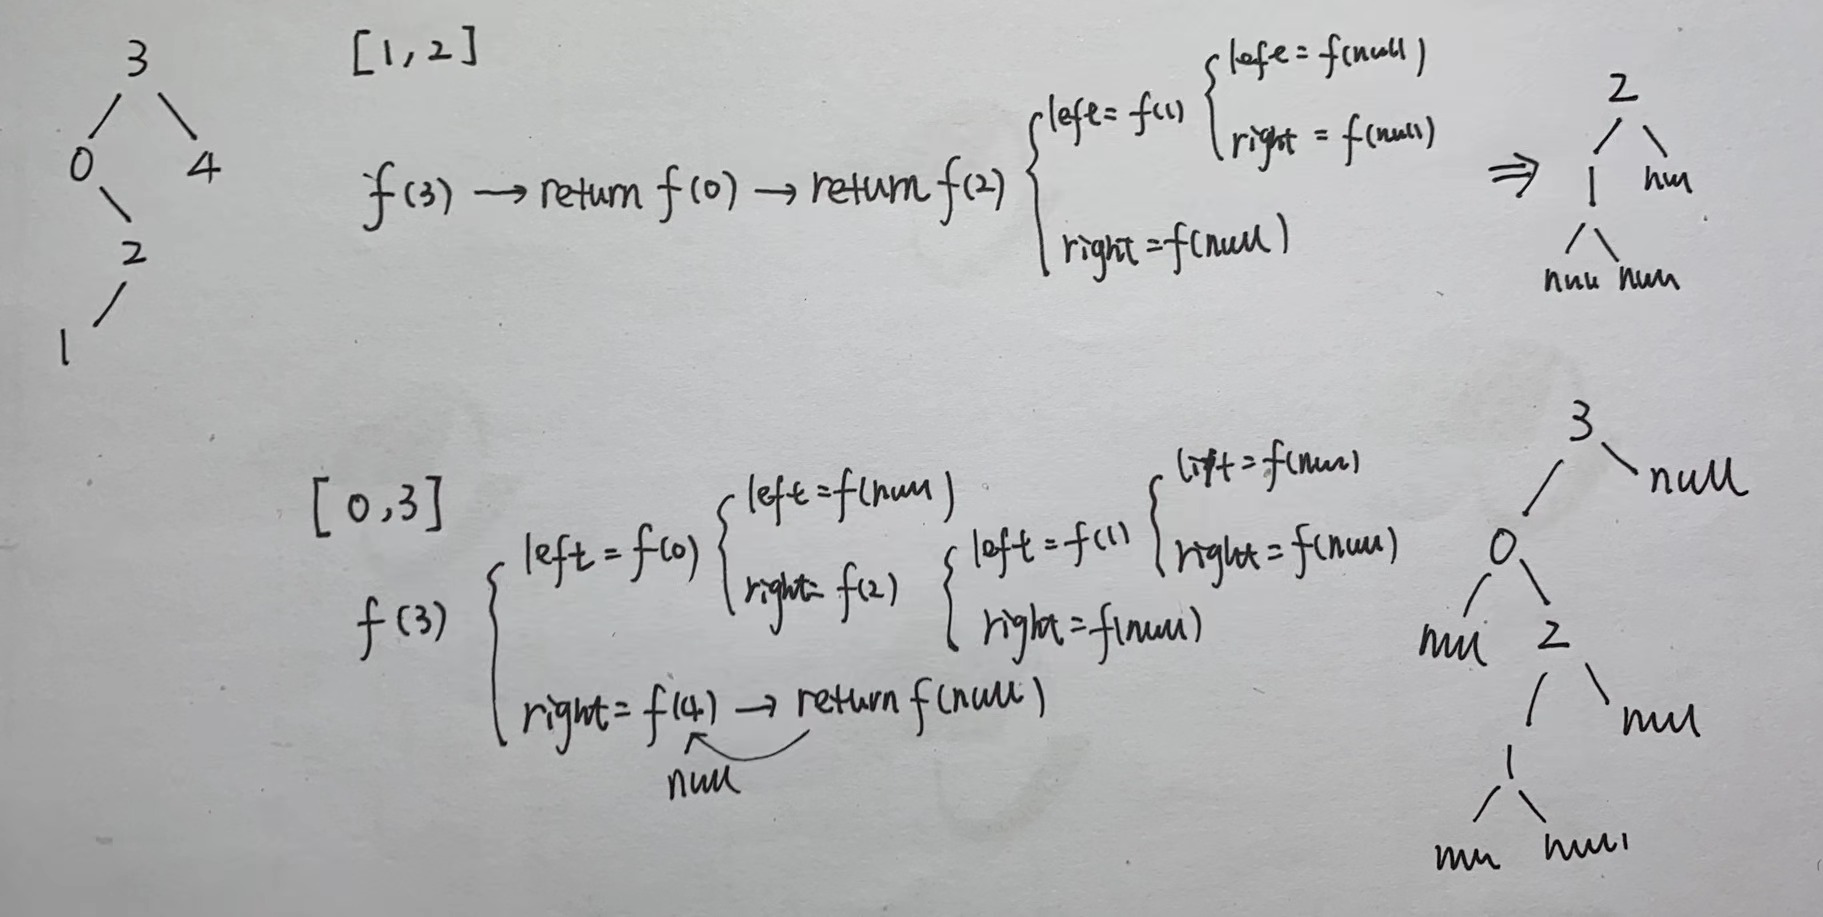 3
[1,2]
0 4
2
1
f(3) → return f(0) → return f(2)
left = f(1)
left = f(null)
right = f(null)
right = f(null)
⇒
2
1 null
null null
[0,3]
f(3)
left = f(0)
left = f(null)
right = f(2)
left = f(1)
left = f(null)
right = f(null)
right = f(null)
right = f(4) → return f(null)
null
3
null
0
null 2
null
1
null null